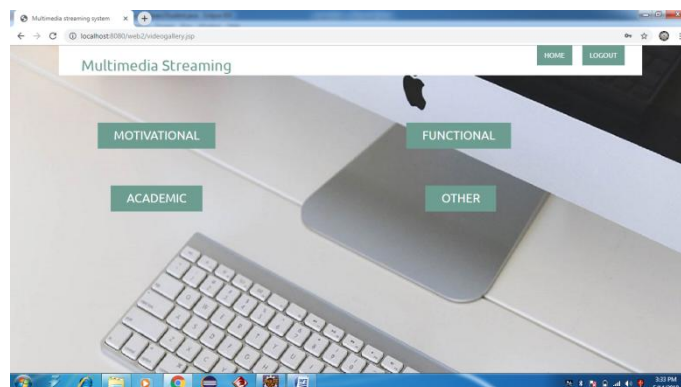 Multimedia streaming system
localhost:8080/web2/videogallery.jsp
HOME LOGOUT
Multimedia Streaming
MOTIVATIONAL FUNCTIONAL
ACADEMIC OTHER
3:33 PM